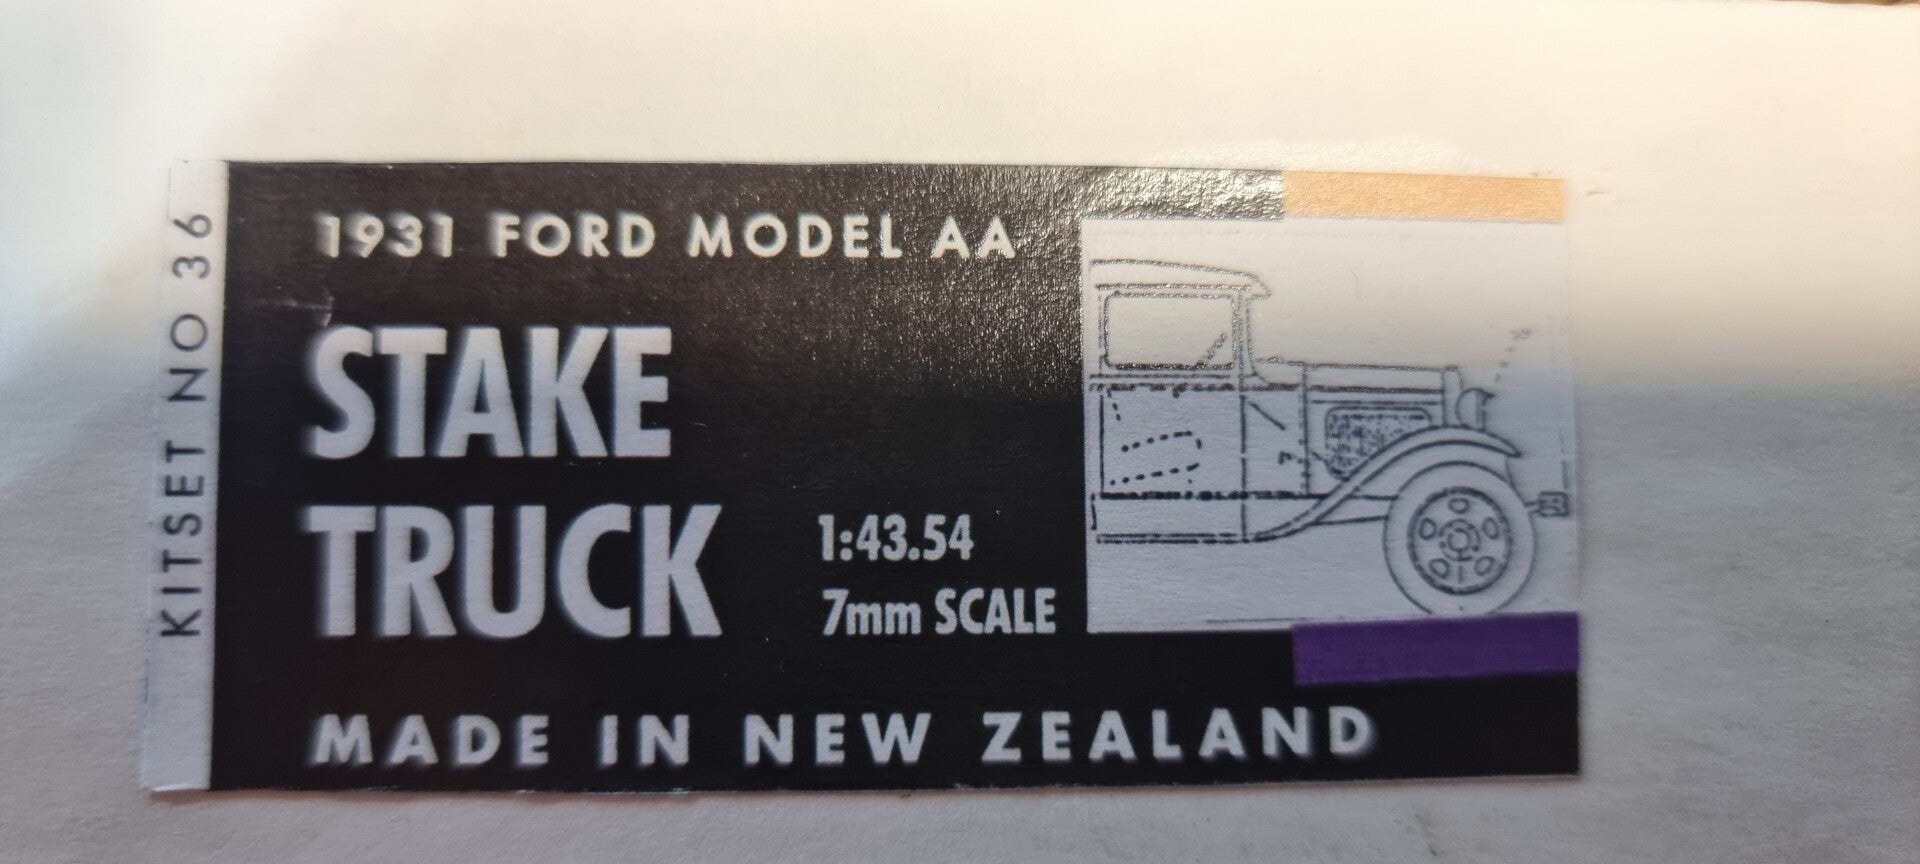 KITSET NO 36
1931 FORD MODEL AA
STAKE
TRUCK
1:43.54
7mm SCALE
MADE IN NEW ZEALAND